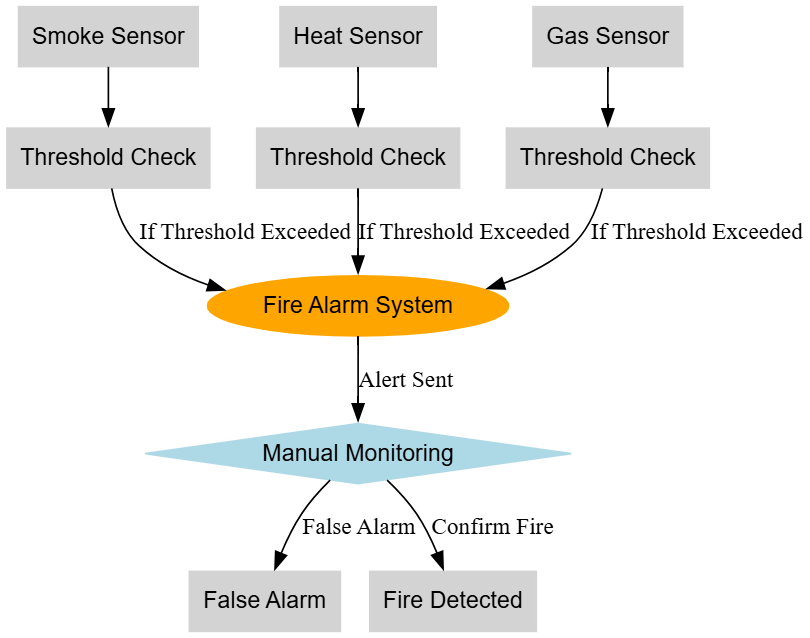 Smoke Sensor
Heat Sensor
Gas Sensor
Threshold Check
Threshold Check
Threshold Check
If Threshold Exceeded
If Threshold Exceeded
If Threshold Exceeded
Fire Alarm System
Alert Sent
Manual Monitoring
False Alarm
Confirm Fire
False Alarm
Fire Detected